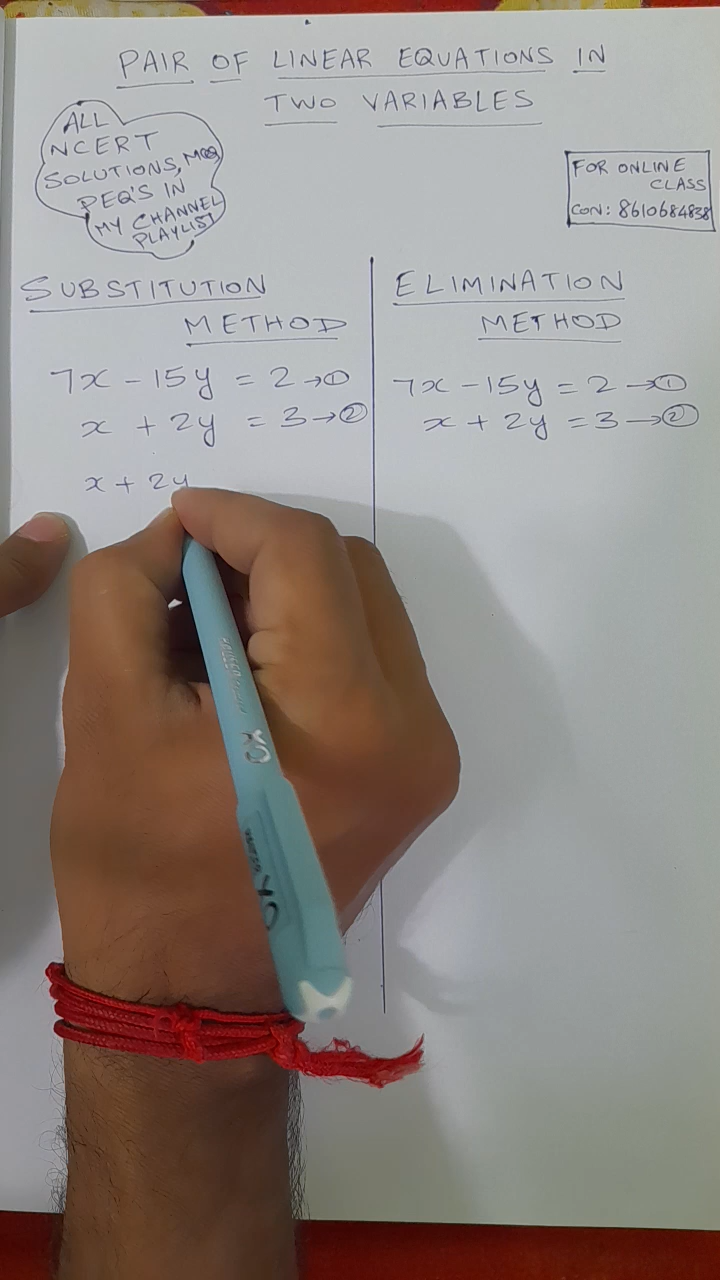 PAIR OF LINEAR EQUATIONS IN
TWO VARIABLES
ALL
NCERT
SOLUTIONS, MCQ
PEQ'S IN
MY CHANNEL
PLAYLIST
FOR ONLINE
CLASS
CON: 8610684838
SUBSTITUTION
METHOD
7x - 15y = 2 → ①
x + 2y = 3 → ②
x + 2y
ELIMINATION
METHOD
7x - 15y = 2 → ①
x + 2y = 3 → ②
XO